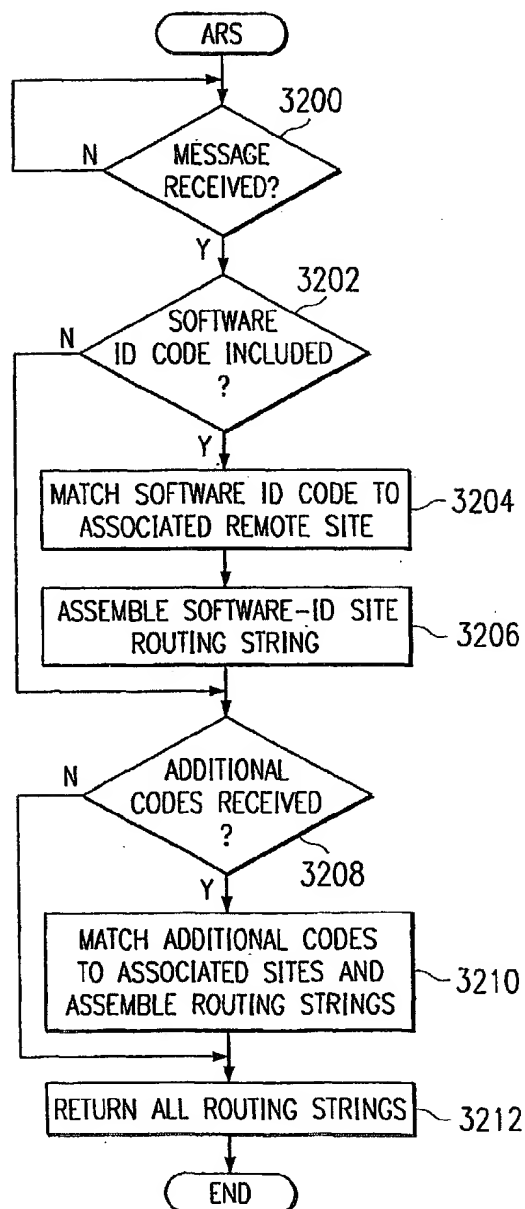 ARS
3200
N
MESSAGE
RECEIVED?
Y
3202
N
SOFTWARE
ID CODE INCLUDED
?
Y
MATCH SOFTWARE ID CODE TO
ASSOCIATED REMOTE SITE
3204
ASSEMBLE SOFTWARE-ID SITE
ROUTING STRING
3206
N
ADDITIONAL
CODES RECEIVED
?
3208
Y
MATCH ADDITIONAL CODES
TO ASSOCIATED SITES AND
ASSEMBLE ROUTING STRINGS
3210
RETURN ALL ROUTING STRINGS
3212
END